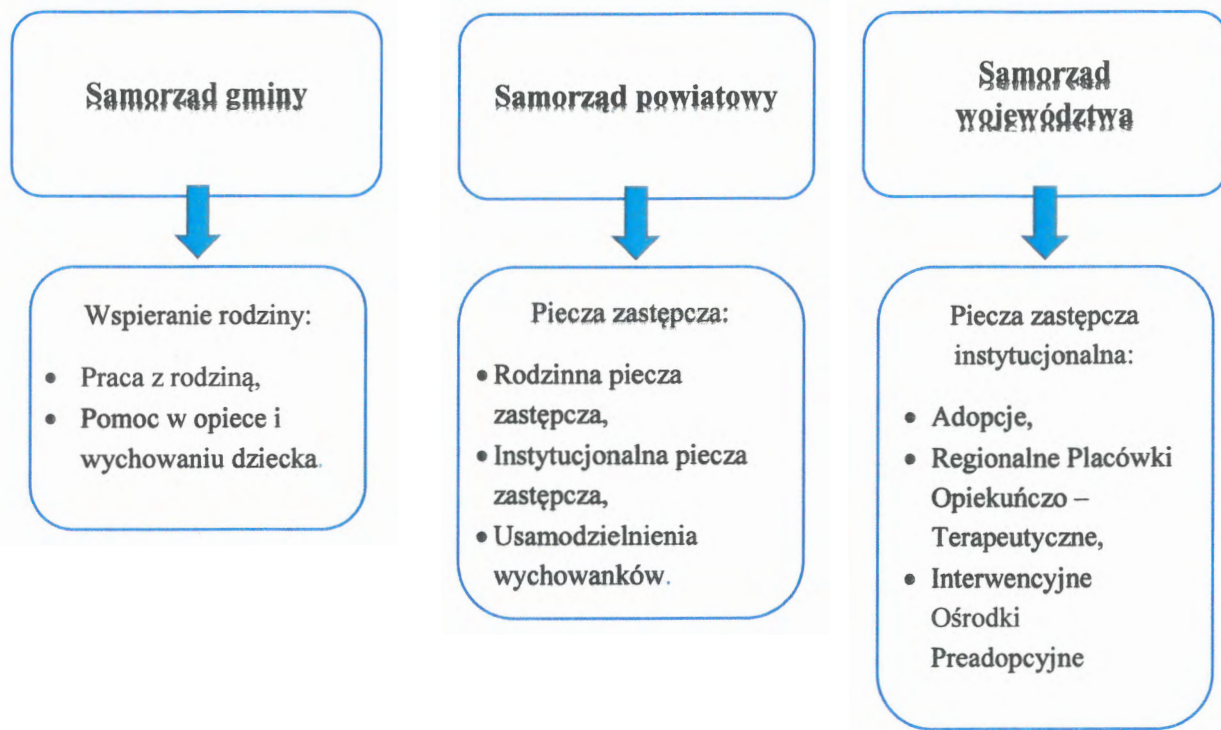 Samorząd gminy
Wspieranie rodziny:
• Praca z rodziną,
• Pomoc w opiece i
wychowaniu dziecka.
Samorząd powiatowy
Piecza zastępcza:
• Rodzinna piecza
zastępcza,
• Instytucjonalna piecza
zastępcza,
• Usamodzielnienia
wychowanków.
Samorząd
województwa
Piecza zastępcza
instytucjonalna:
• Adopcje,
• Regionalne Placówki
Opiekuńczo –
Terapeutyczne,
• Interwencyjne
Ośrodki
Preadopcyjne